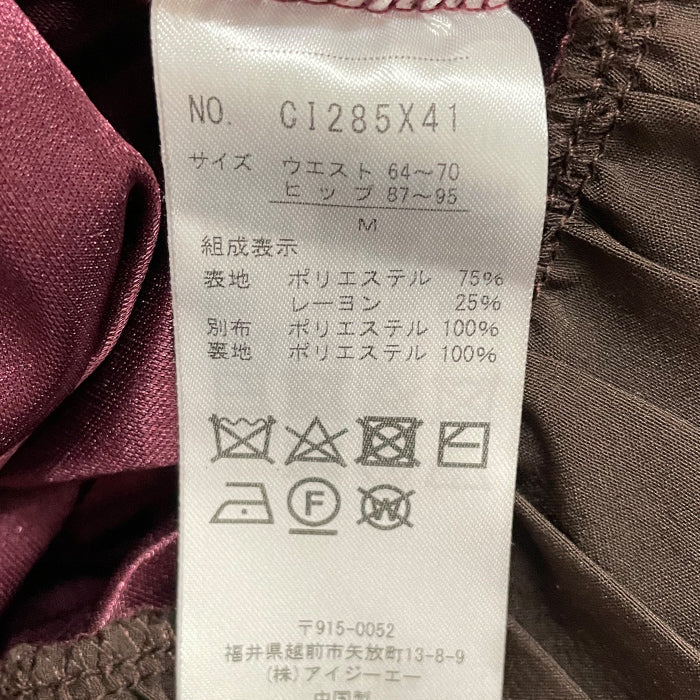 NO. CI285X41
サイズ ウエスト 64〜70
ヒップ 87〜95
M
組成表示
表地 ポリエステル 75%
レーヨン 25%
別布 ポリエステル 100%
裏地 ポリエステル 100%
F
W
〒915-0052
福井県越前市矢放町13-8-9
(株)アイジーエー
中国製